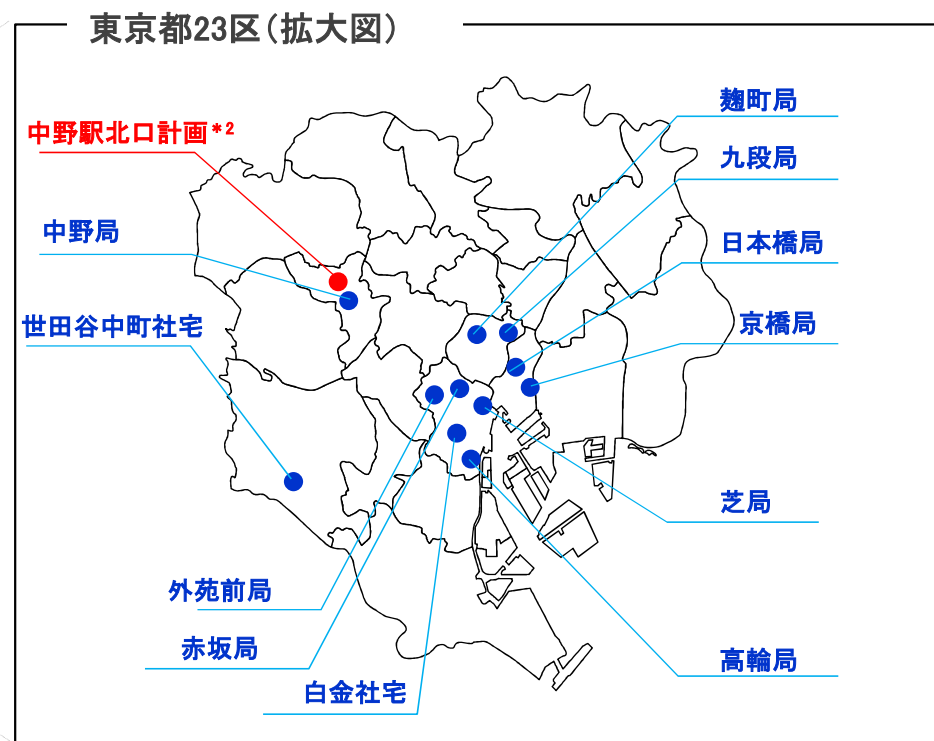 東京都23区（拡大図）
麹町局
中野駅北口計画*2
九段局
中野局
日本橋局
京橋局
世田谷中町社宅
芝局
外苑前局
赤坂局
高輪局
白金社宅